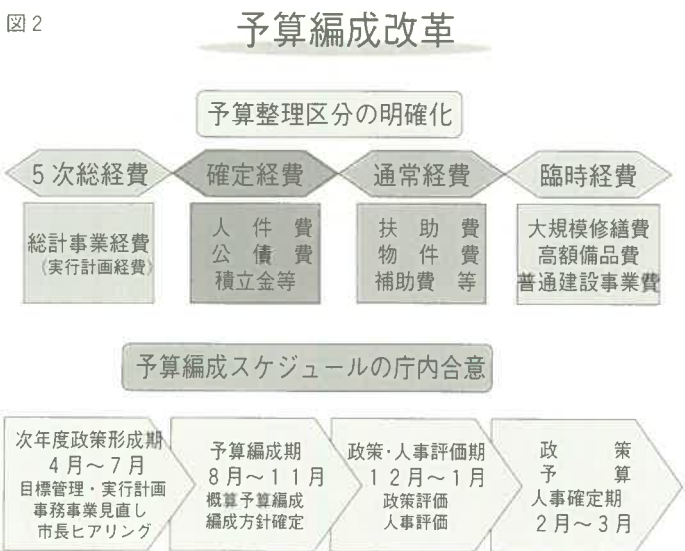 図2
予算編成改革
予算整理区分の明確化
5次総経費
確定経費
通常経費
臨時経費
総計事業経費
(実行計画経費)
人件費
公債費
積立金等
扶助費
物件費
補助費等
大規模修繕費
高額備品費
普通建設事業費
予算編成スケジュールの庁内合意
次年度政策形成期
4月～7月
目標管理・実行計画
事務事業見直し
市長ヒアリング
予算編成期
8月～11月
概算予算編成
編成方針確定
政策・人事評価期
12月～1月
政策評価
人事評価
政策
予算
人事確定期
2月～3月